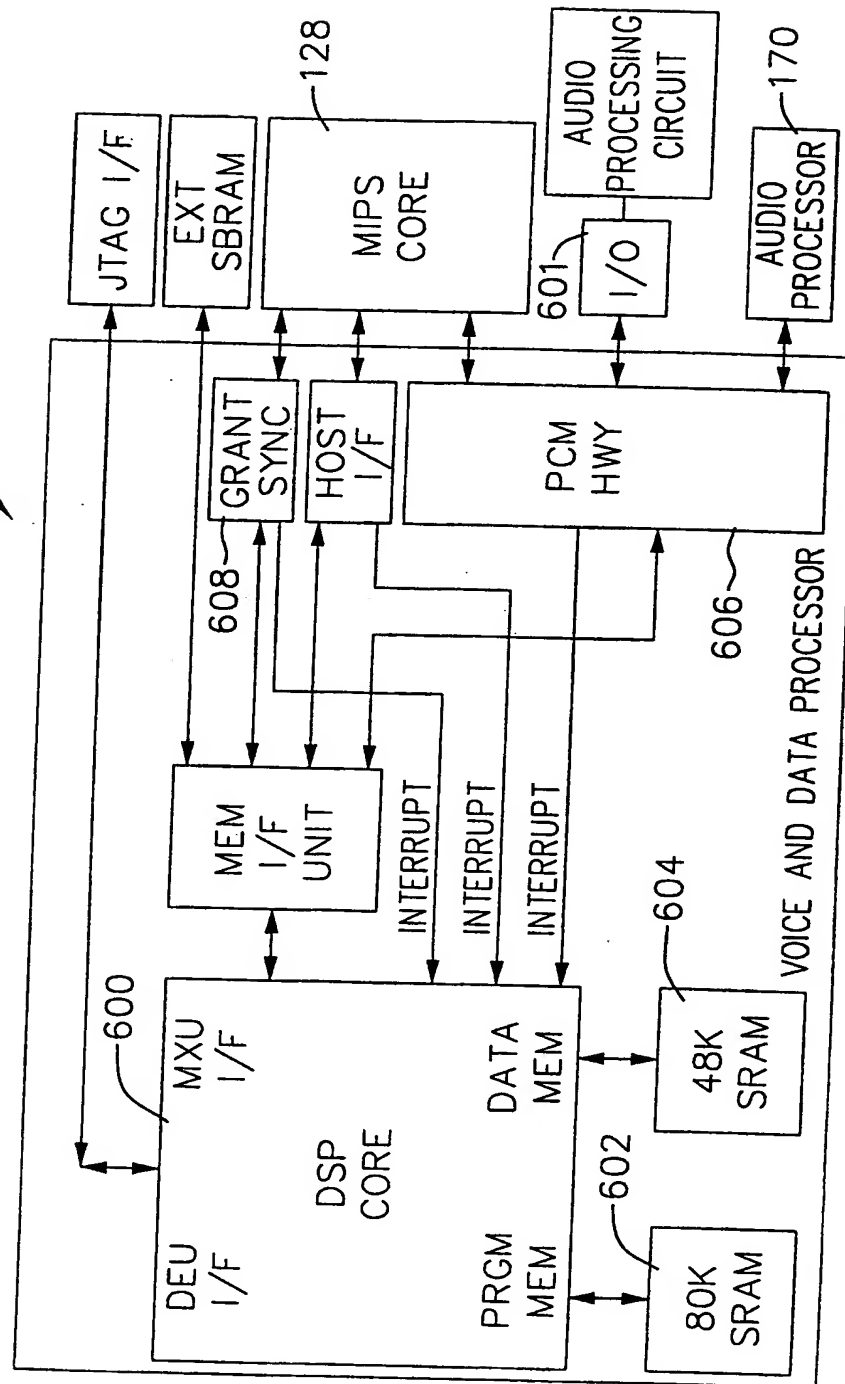 JTAG I/F
EXT
SBRAM
128
MIPS
CORE
601
I/O
AUDIO
PROCESSING
CIRCUIT
AUDIO
PROCESSOR
170
608
GRANT
SYNC
HOST
I/F
PCM
HWY
606
MEM
I/F
UNIT
INTERRUPT
INTERRUPT
INTERRUPT
600
DEU
I/F
MXU
I/F
DSP
CORE
PRGM
MEM
DATA
MEM
602
80K
SRAM
604
48K
SRAM
VOICE AND DATA PROCESSOR